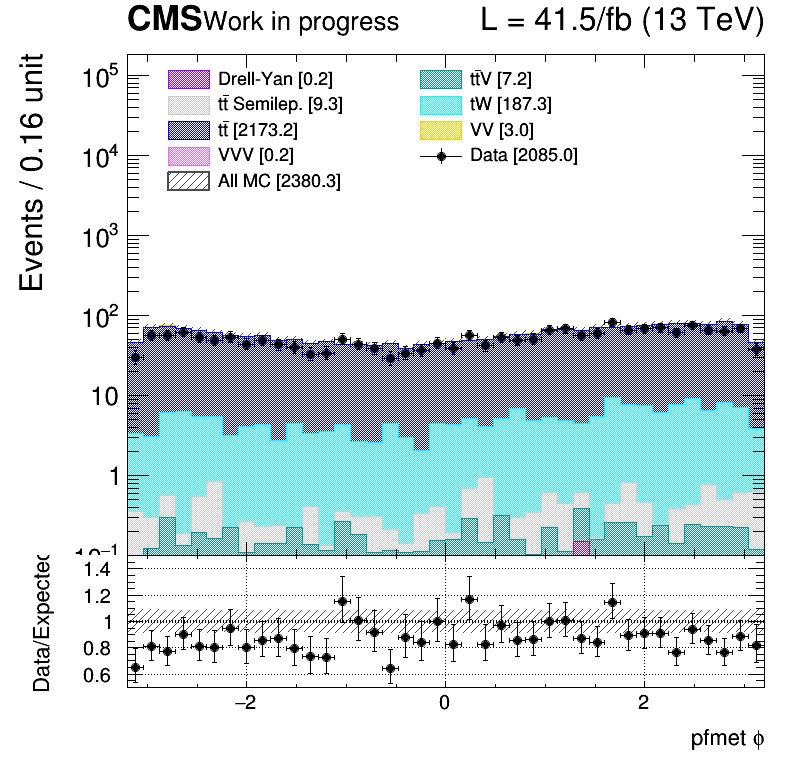 CMS Work in progress L = 41.5/fb (13 TeV)
Events / 0.16 unit
Drell-Yan [0.2]
tt̄ Semilep. [9.3]
tt̄ [2173.2]
VVV [0.2]
All MC [2380.3]
tt̄V [7.2]
tW [187.3]
VV [3.0]
Data [2085.0]
10⁵
10⁴
10³
10²
10
1
10⁻¹
Data/Expected
1.4
1.2
1
0.8
0.6
−2 0 2
pfmet ϕ